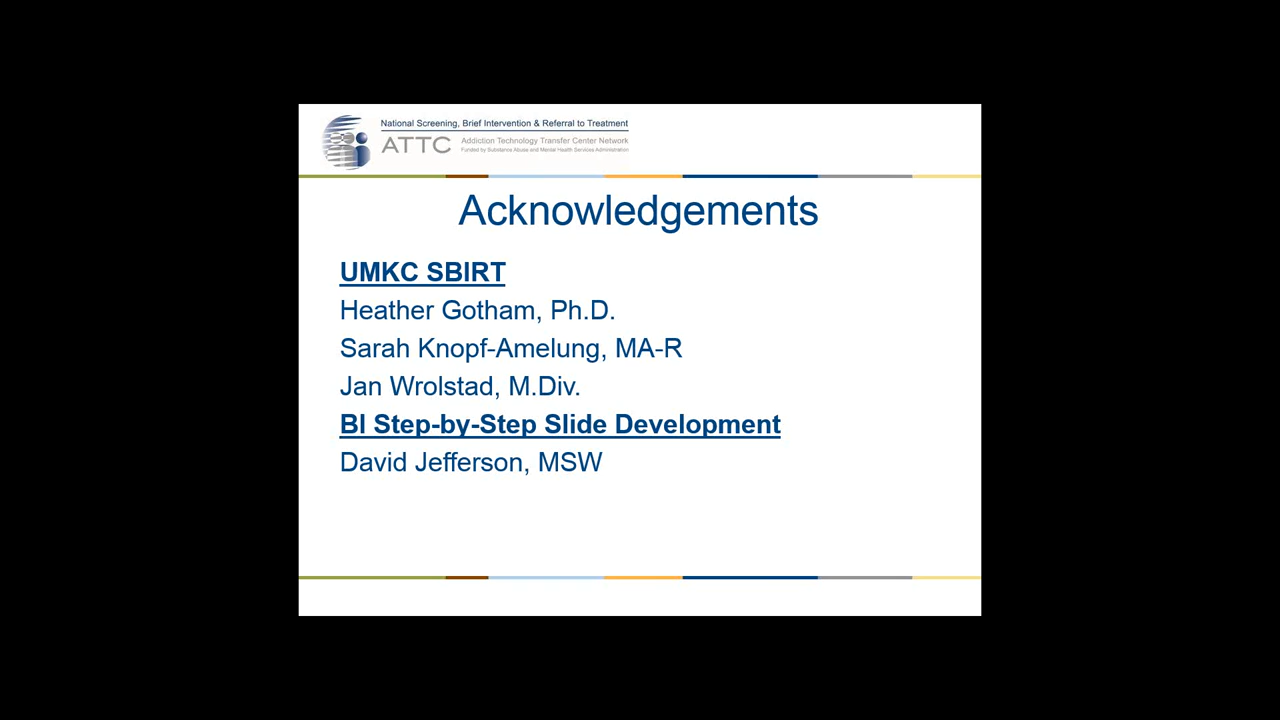 National Screening, Brief Intervention & Referral to Treatment
ATTC Addiction Technology Transfer Center Network
Funded by Substance Abuse and Mental Health Services Administration
Acknowledgements
UMKC SBIRT
Heather Gotham, Ph.D.
Sarah Knopf-Amelung, MA-R
Jan Wrolstad, M.Div.
BI Step-by-Step Slide Development
David Jefferson, MSW